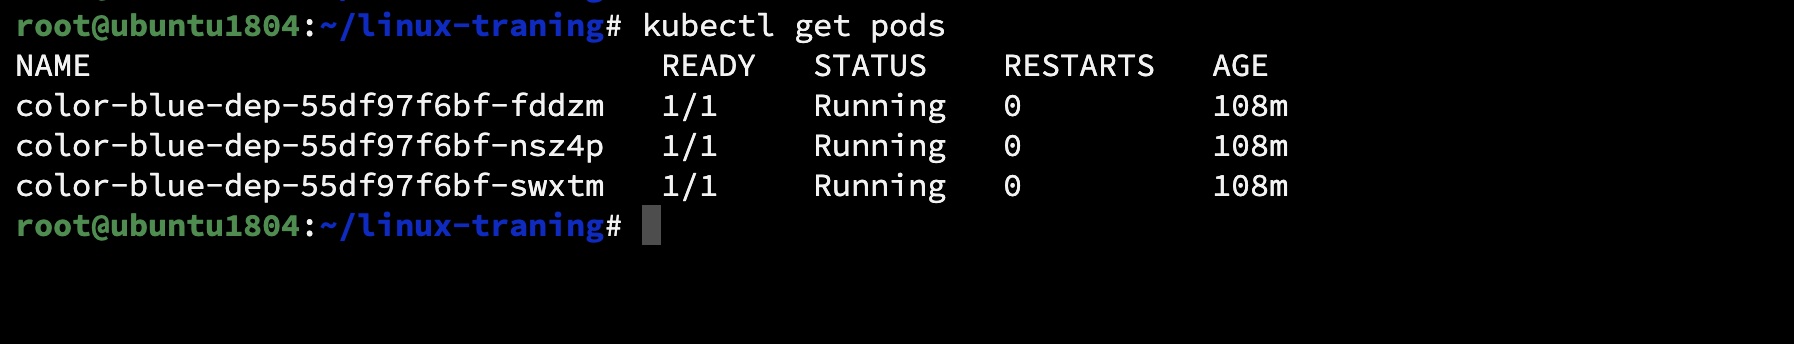 root@ubuntu1804:~/linux-traning# kubectl get pods
NAME                              READY   STATUS    RESTARTS   AGE
color-blue-dep-55df97f6bf-fddzm   1/1     Running   0          108m
color-blue-dep-55df97f6bf-nsz4p   1/1     Running   0          108m
color-blue-dep-55df97f6bf-swxtm   1/1     Running   0          108m
root@ubuntu1804:~/linux-traning#